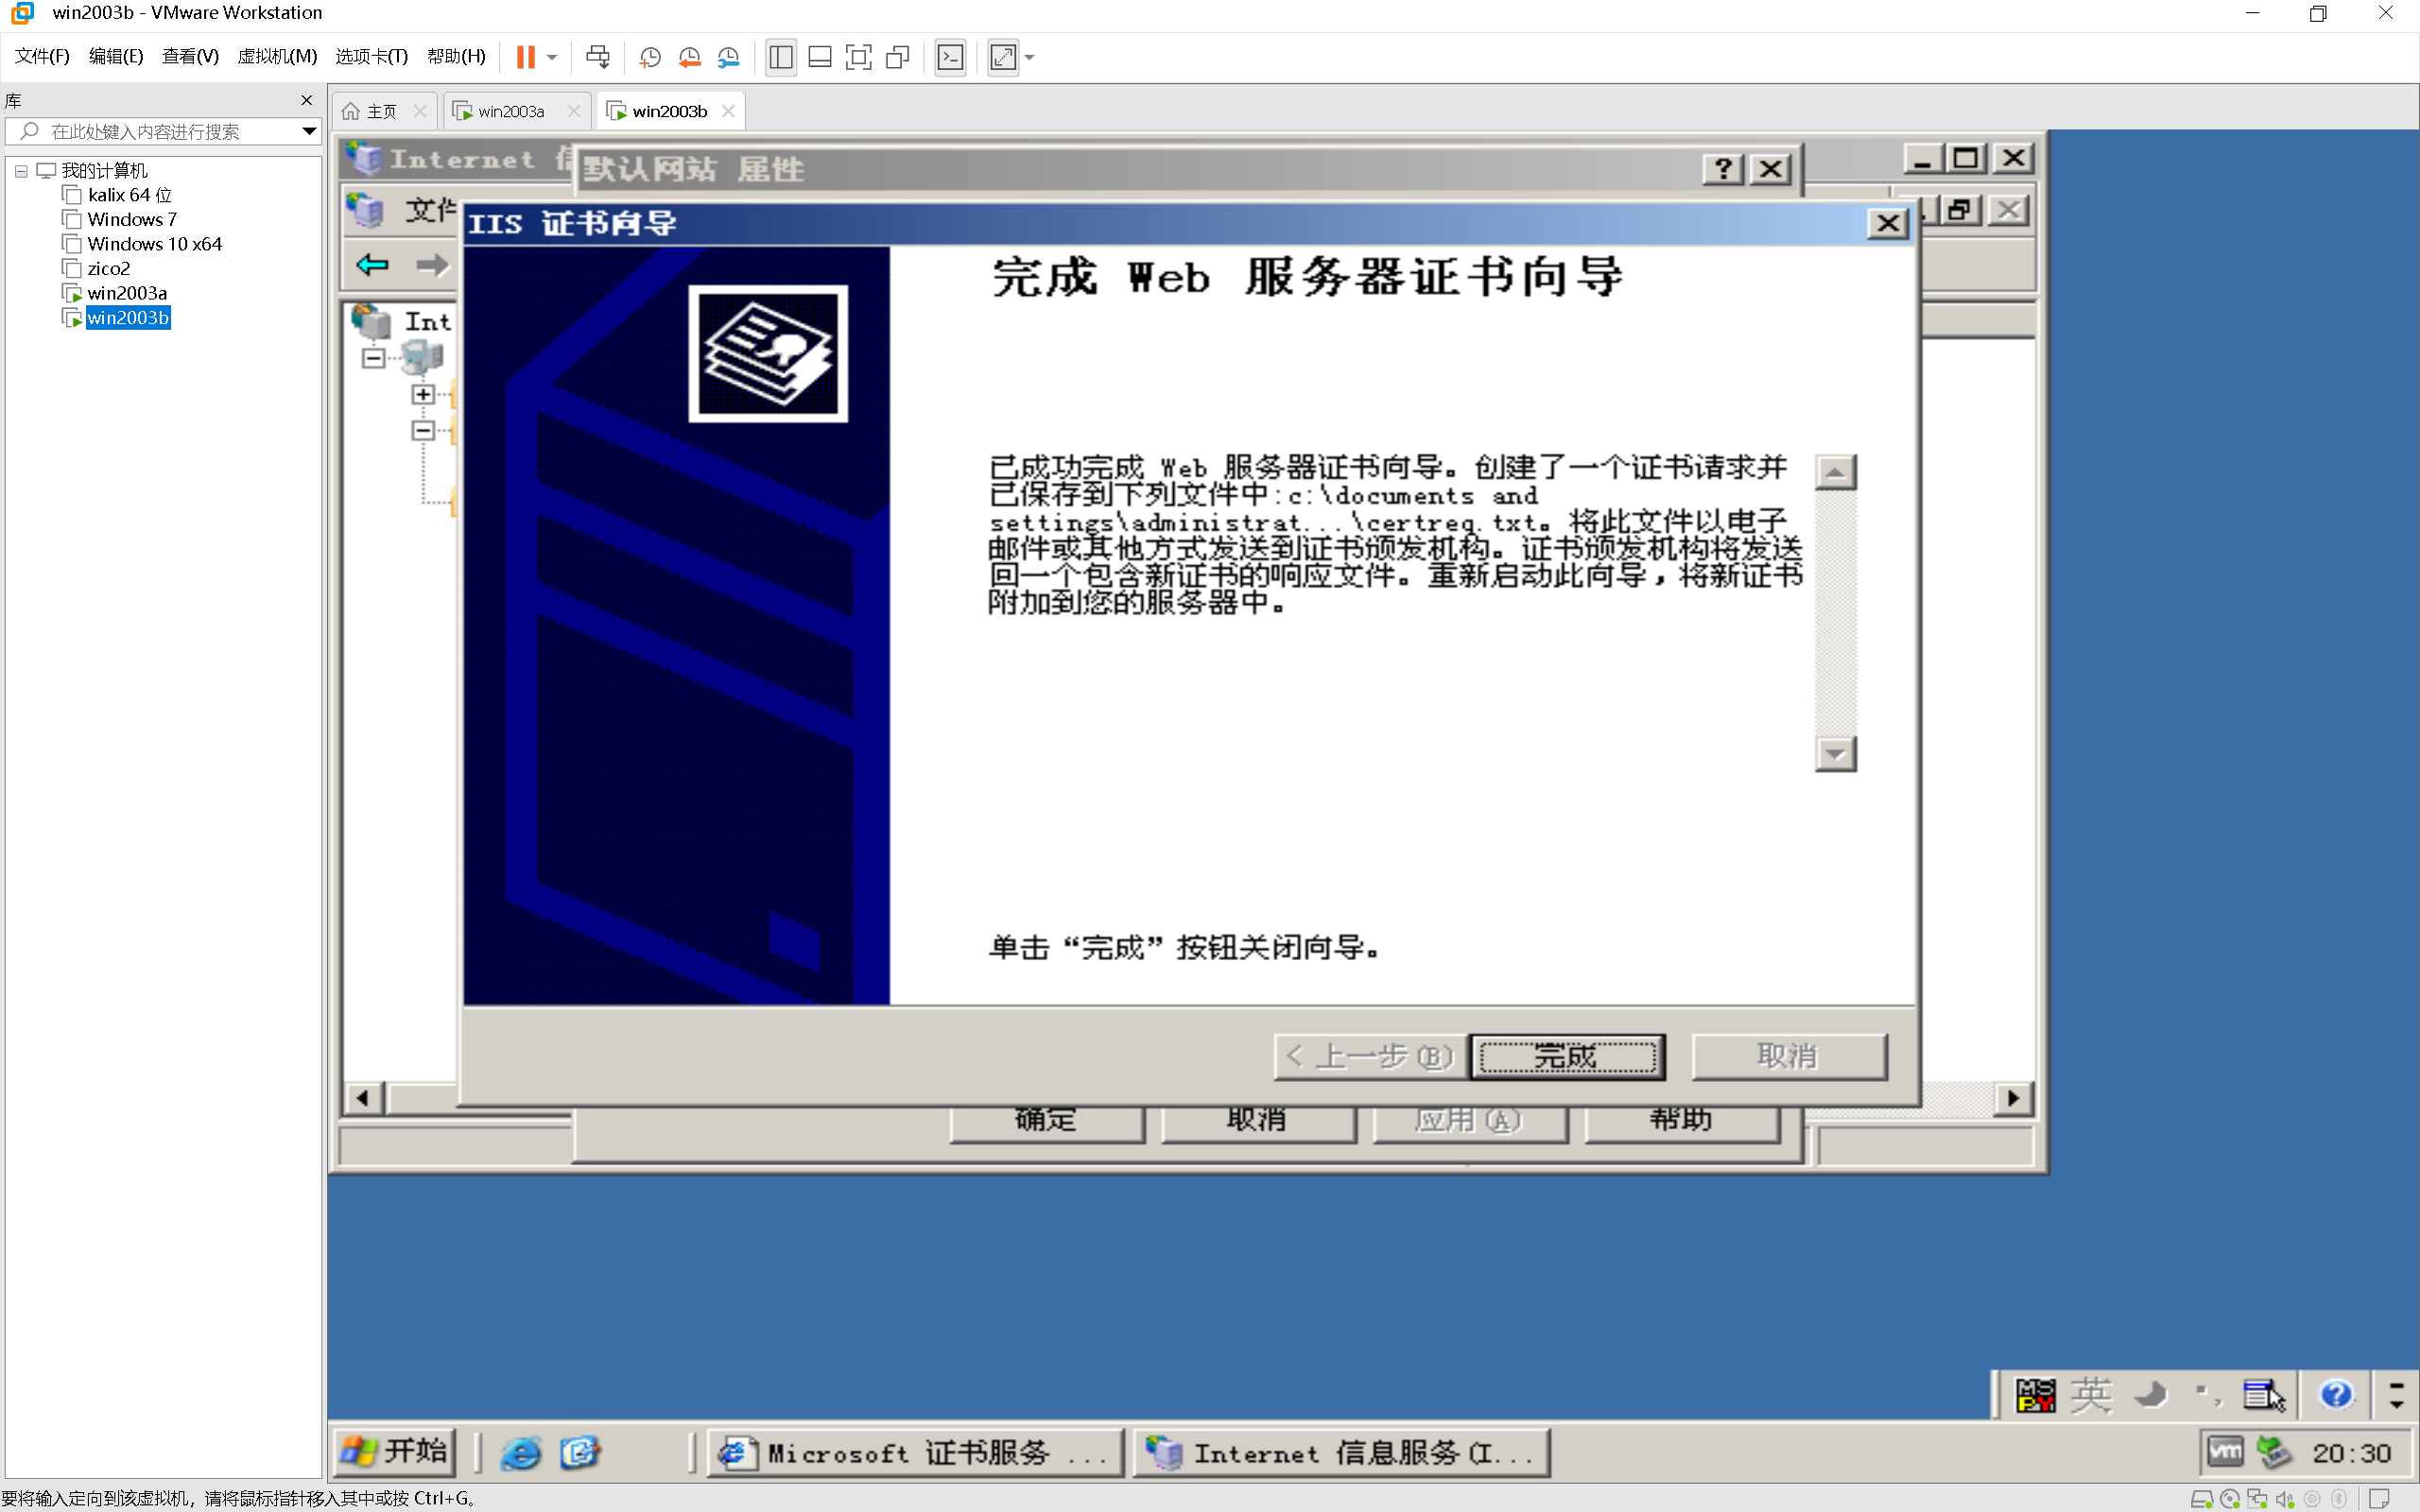 win2003b - VMware Workstation
文件(F) 编辑(E) 查看(V) 虚拟机(M) 选项卡(T) 帮助(H)
库
在此处键入内容进行搜索
我的计算机
kalix 64 位
Windows 7
Windows 10 x64
zico2
win2003a
win2003b
主页 win2003a win2003b
Internet
默认网站 属性
文件
IIS 证书向导
Int
完成 Web 服务器证书向导
已成功完成 Web 服务器证书向导。创建了一个证书请求并
已保存到下列文件中:c:\documents and
settings\administrat...\certreq.txt。将此文件以电子
邮件或其他方式发送到证书颁发机构。证书颁发机构将发送
回一个包含新证书的响应文件。重新启动此向导，将新证书
附加到您的服务器中。
单击“完成”按钮关闭向导。
< 上一步(B) 完成 取消
确定 取消 应用(A) 帮助
英
开始 Microsoft 证书服务 ... Internet 信息服务(I... 20:30
要将输入定向到该虚拟机，请将鼠标指针移入其中或按 Ctrl+G。